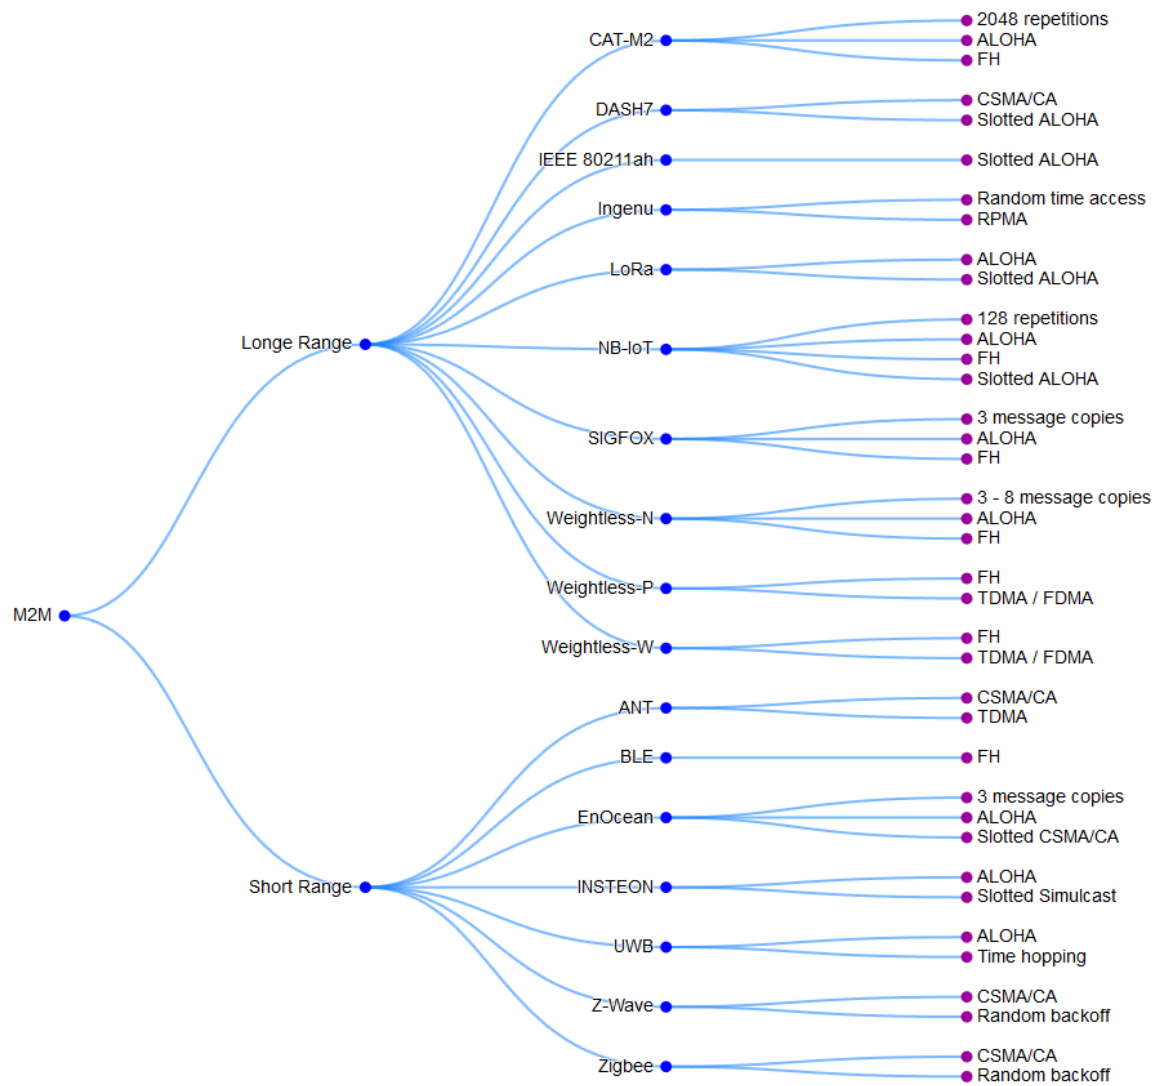 2048 repetitions
CAT-M2
ALOHA
FH
CSMA/CA
DASH7
Slotted ALOHA
IEEE 80211ah
Slotted ALOHA
Random time access
Ingenu
RPMA
ALOHA
LoRa
Slotted ALOHA
128 repetitions
ALOHA
Longe Range
NB-IoT
FH
Slotted ALOHA
3 message copies
SIGFOX
ALOHA
FH
3 - 8 message copies
Weightless-N
ALOHA
FH
FH
Weightless-P
TDMA / FDMA
M2M
FH
Weightless-W
TDMA / FDMA
CSMA/CA
ANT
TDMA
BLE
FH
3 message copies
EnOcean
ALOHA
Slotted CSMA/CA
ALOHA
Short Range
INSTEON
Slotted Simulcast
ALOHA
UWB
Time hopping
CSMA/CA
Z-Wave
Random backoff
CSMA/CA
Zigbee
Random backoff